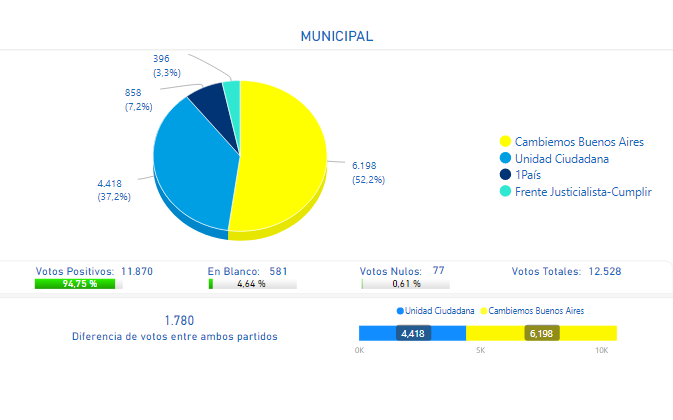 MUNICIPAL
396
(3,3%)
858
(7,2%)
4.418
(37,2%)
6.198
(52,2%)
Cambiemos Buenos Aires
Unidad Ciudadana
1País
Frente Justicialista-Cumplir
Votos Positivos: 11.870
94,75 %
En Blanco: 581
4,64 %
Votos Nulos: 77
0,61 %
Votos Totales: 12.528
1.780
Diferencia de votos entre ambos partidos
Unidad Ciudadana Cambiemos Buenos Aires
4,418 6,198
0K 5K 10K